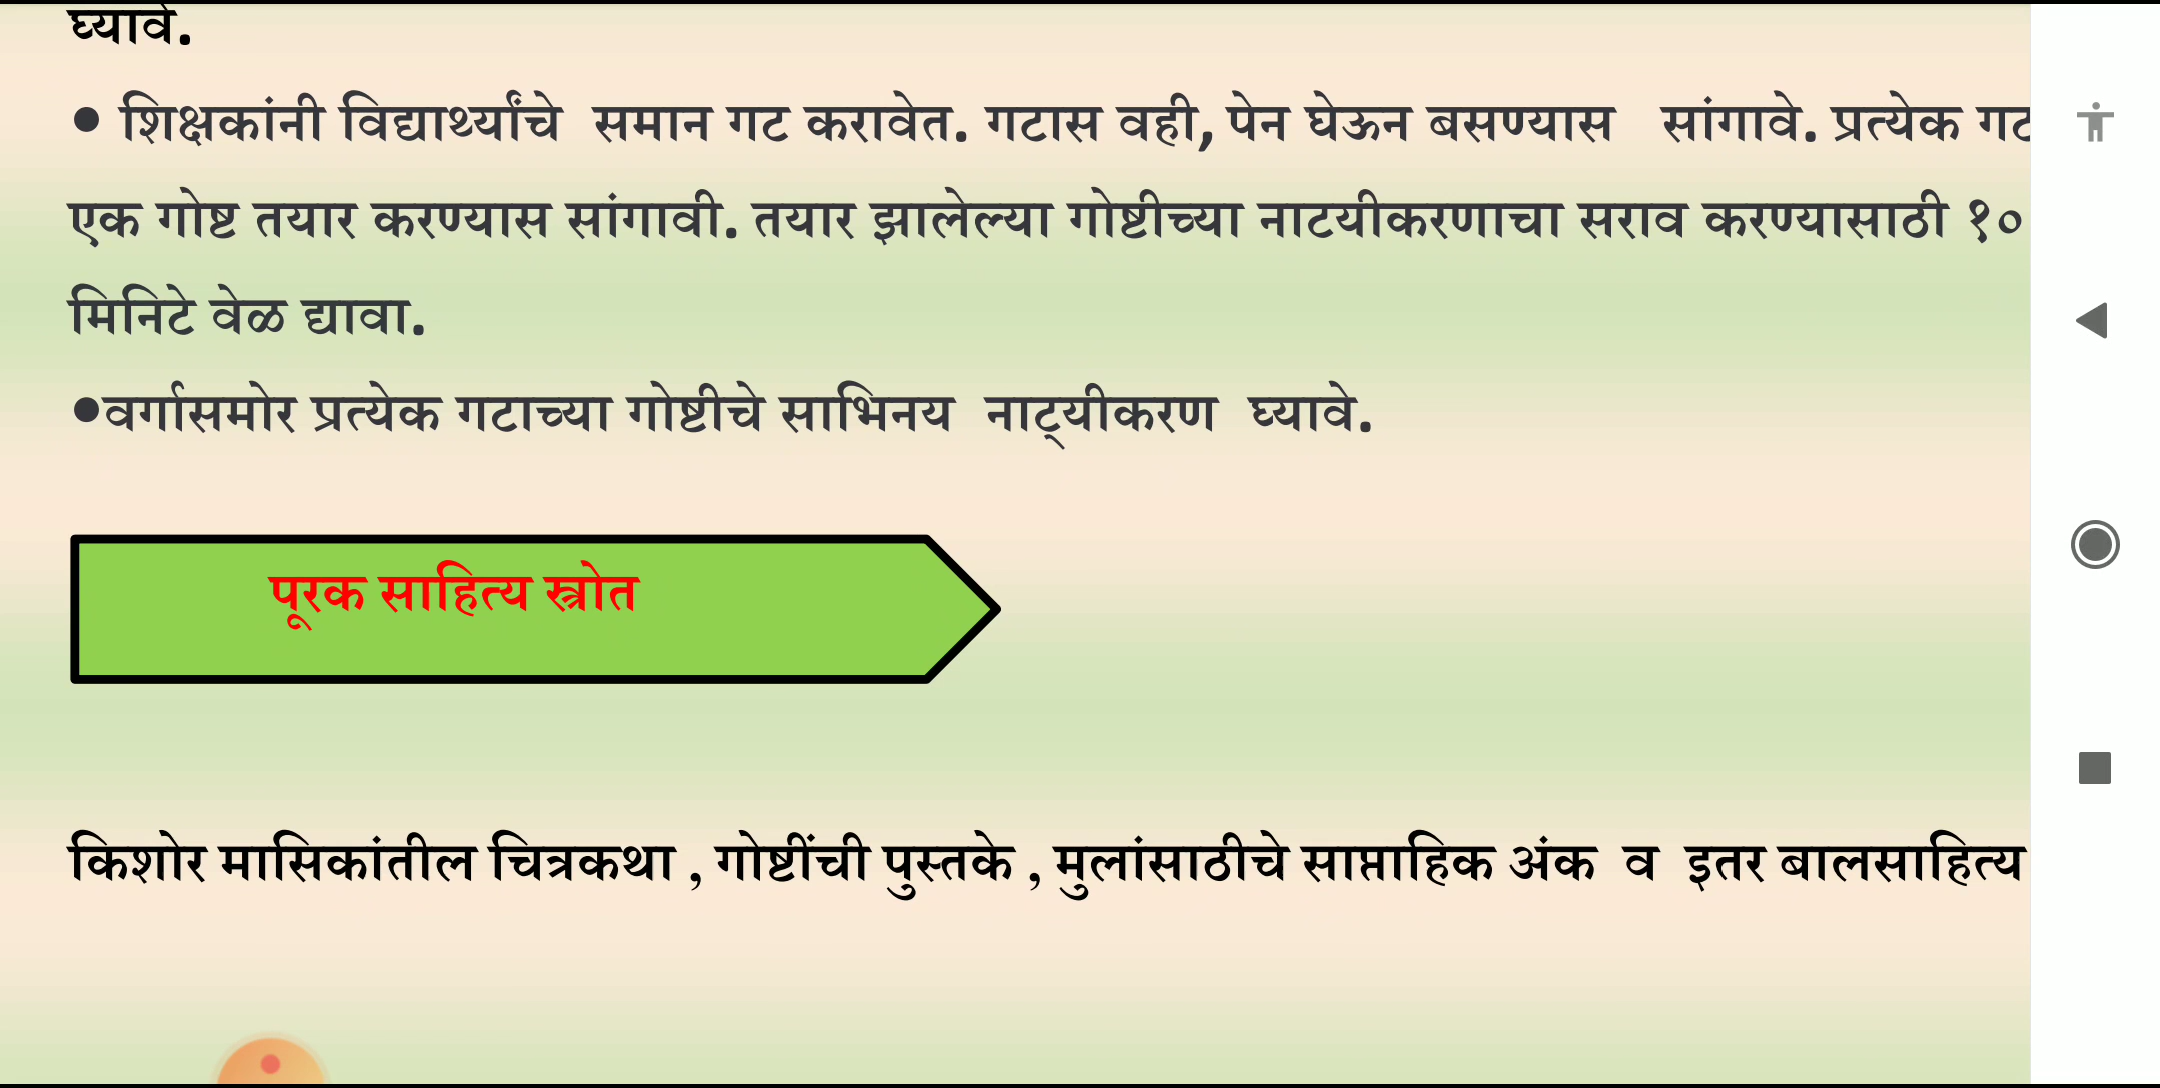 घ्यावे.
• शिक्षकांनी विद्यार्थ्यांचे समान गट करावेत. गटास वही, पेन घेऊन बसण्यास सांगावे. प्रत्येक
एक गोष्ट तयार करण्यास सांगावी. तयार झालेल्या गोष्टीच्या नाटयीकरणाचा सराव करण्यासाठी १०
मिनिटे वेळ द्यावा.
•वर्गासमोर प्रत्येक गटाच्या गोष्टीचे साभिनय नाट्यीकरण घ्यावे.
पूरक साहित्य स्त्रोत
किशोर मासिकांतील चित्रकथा , गोष्टींची पुस्तके , मुलांसाठीचे साप्ताहिक अंक व इतर बालसाहित्य